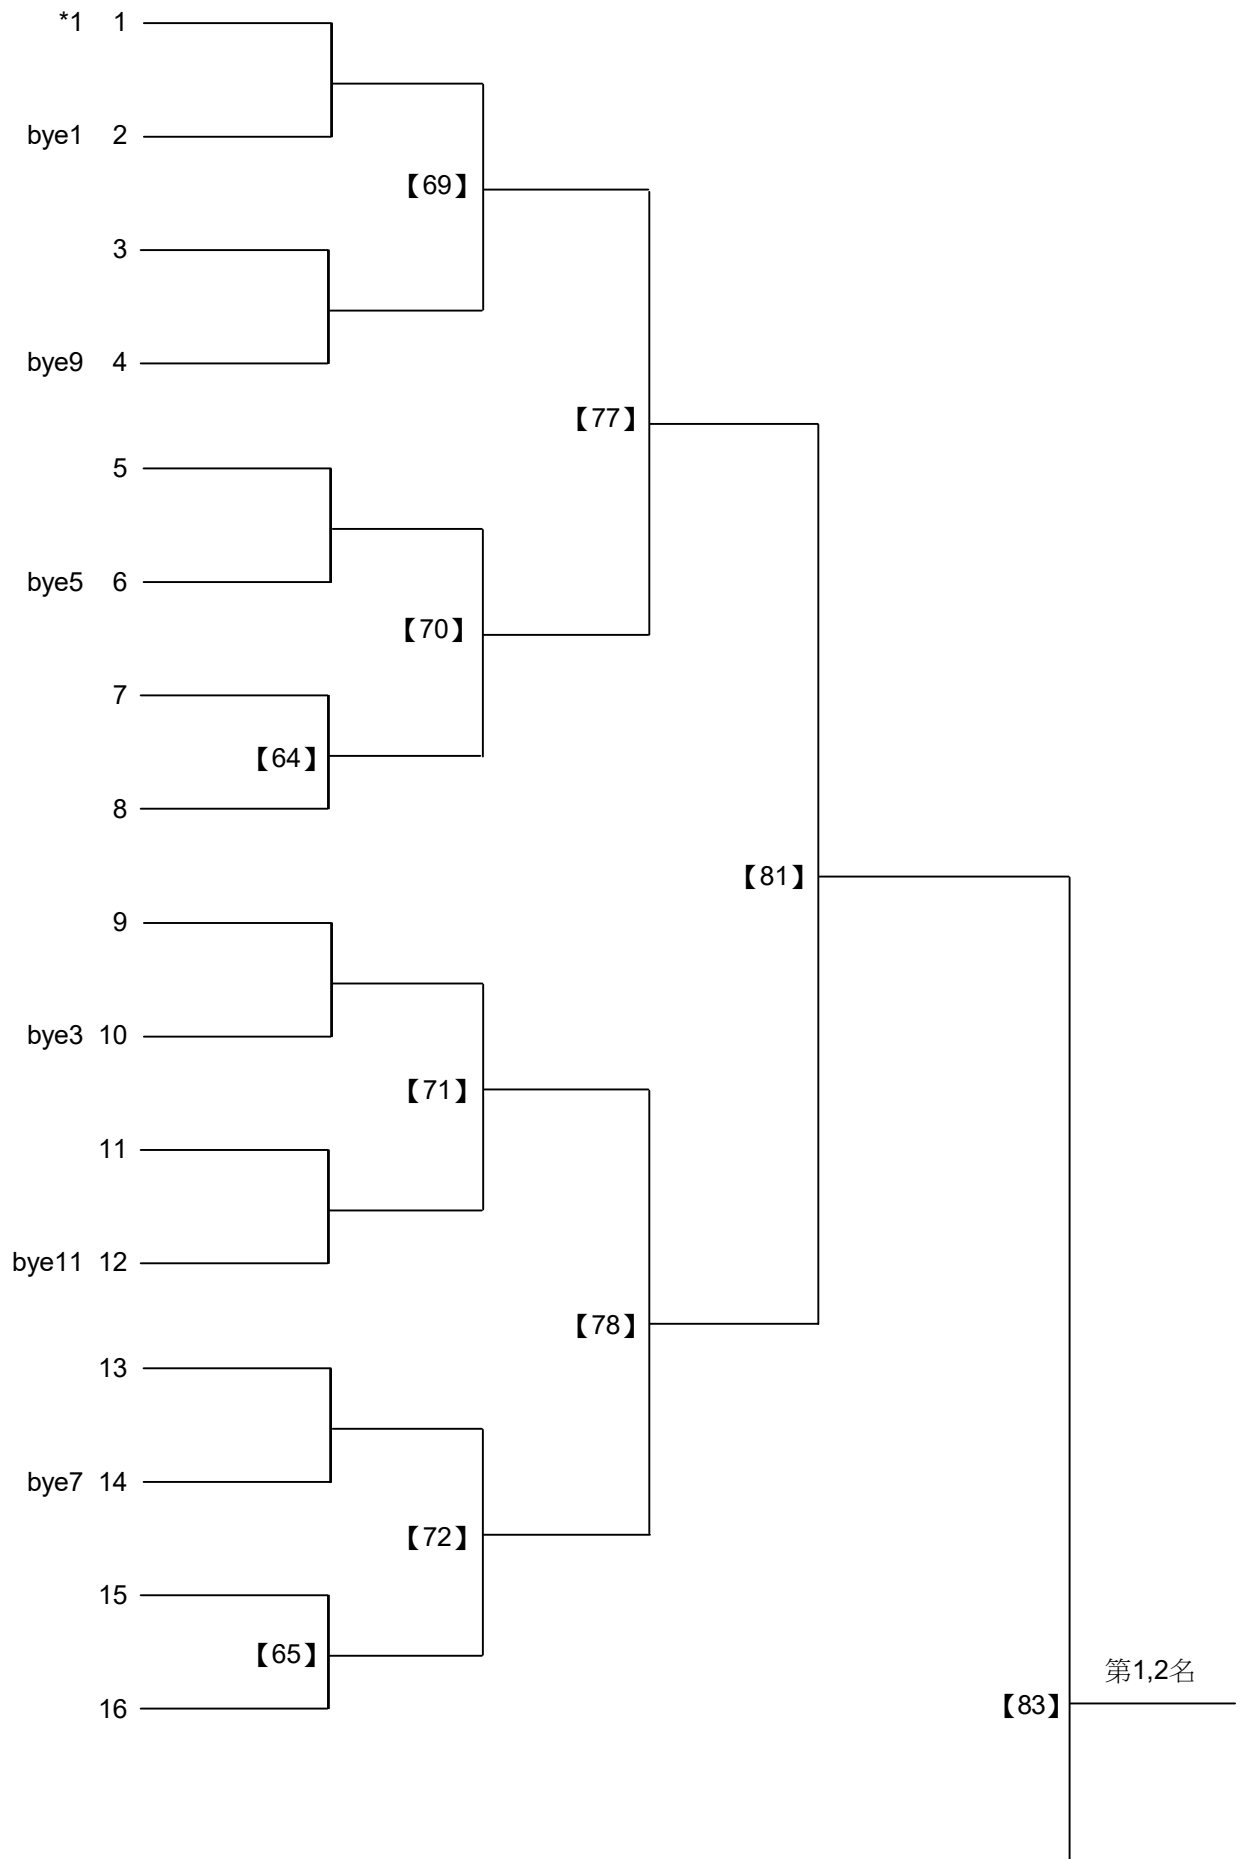 *1 1
bye1 2
【69】
3
bye9 4
【77】
5
bye5 6
【70】
7
【64】
8
【81】
9
bye3 10
【71】
11
bye11 12
【78】
13
bye7 14
【72】
15
【65】
16
第1,2名
【83】